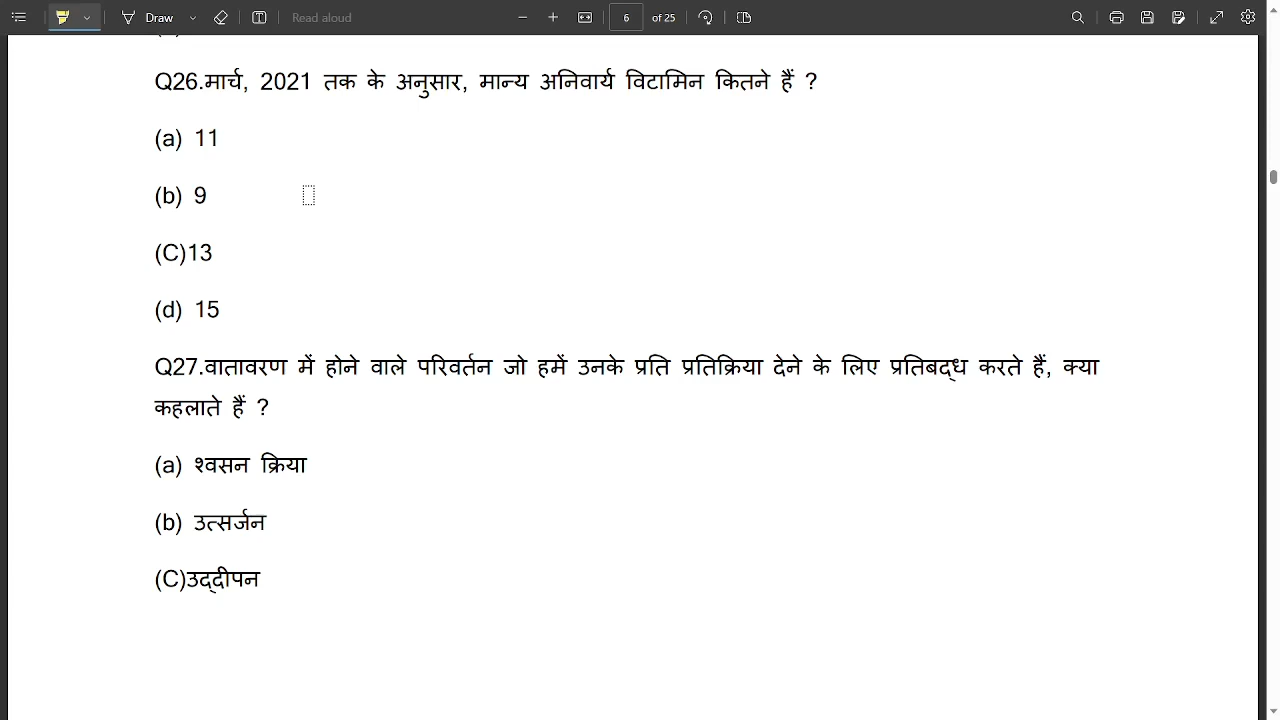 Draw
Read aloud
6
of 25
Q26.मार्च, 2021 तक के अनुसार, मान्य अनिवार्य विटामिन कितने हैं ?
(a) 11
(b) 9
(C)13
(d) 15
Q27.वातावरण में होने वाले परिवर्तन जो हमें उनके प्रति प्रतिक्रिया देने के लिए प्रतिबद्ध करते हैं, क्या
कहलाते हैं ?
(a) श्वसन क्रिया
(b) उत्सर्जन
(C)उद्दीपन